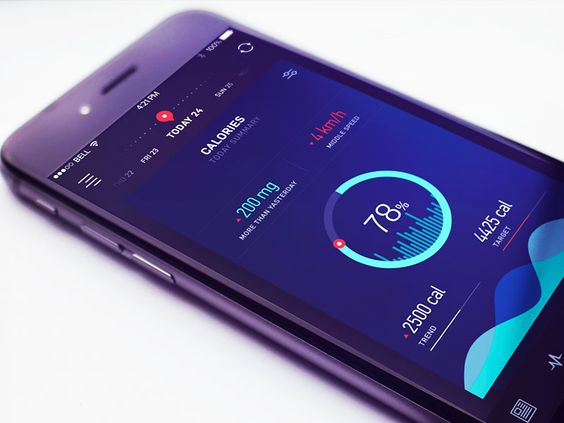 BELL 4:21 PM 100%
THU 22 FRI 23 TODAY 24 SUN 25
CALORIES
TODAY SUMMARY
200 mg
MORE THAN YESTERDAY
4 km/h
MIDDLE SPEED
78%
2500 cal
TREND
4425 cal
TARGET